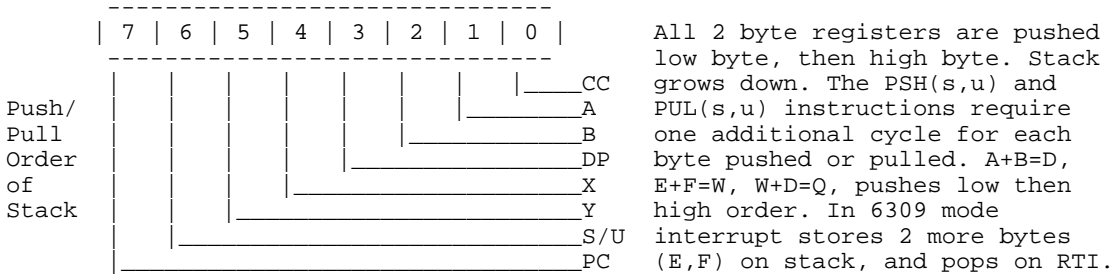 | 7 | 6 | 5 | 4 | 3 | 2 | 1 | 0 | All 2 byte registers are pushed
low byte, then high byte. Stack
CC grows down. The PSH(s,u) and
Push/ A PUL(s,u) instructions require
Pull B one additional cycle for each
Order DP byte pushed or pulled. A+B=D,
of X E+F=W, W+D=Q, pushes low then
Stack Y high order. In 6309 mode
S/U interrupt stores 2 more bytes
PC (E,F) on stack, and pops on RTI.